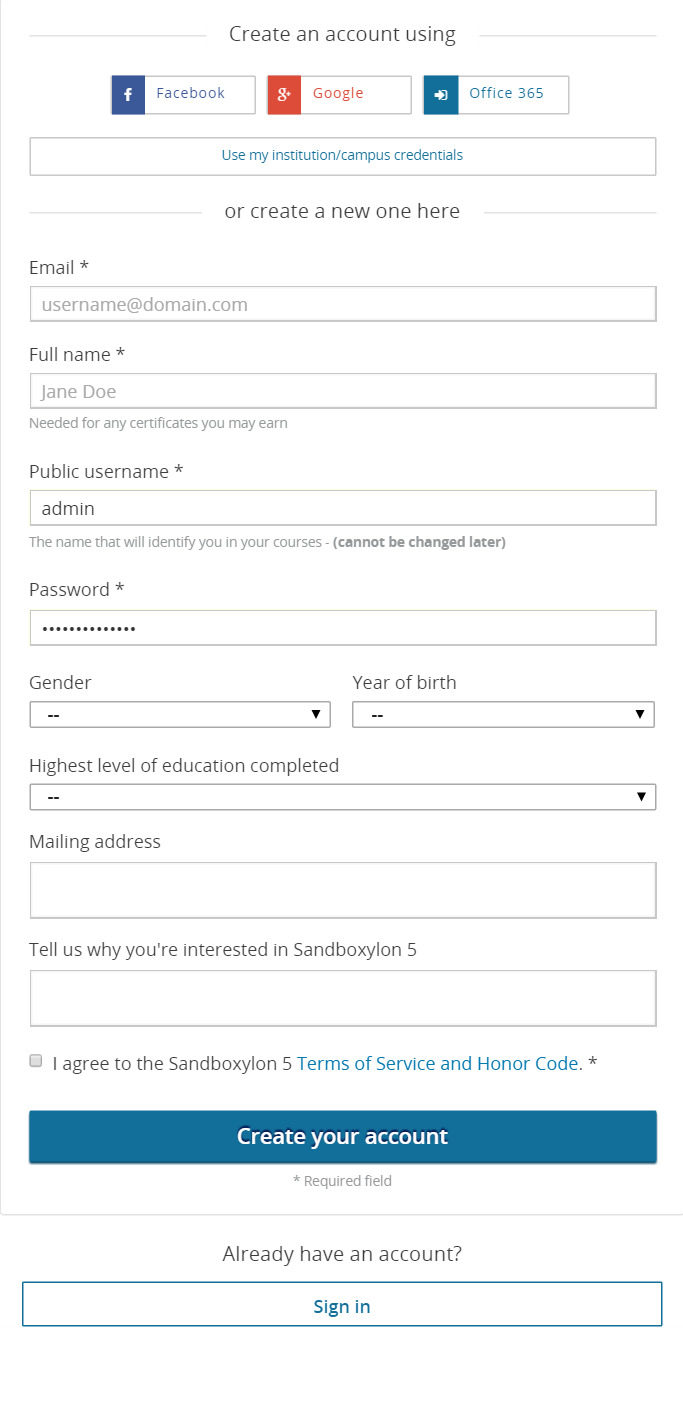 Create an account using
Facebook Google Office 365
Use my institution/campus credentials
or create a new one here
Email *
username@domain.com
Full name *
Jane Doe
Needed for any certificates you may earn
Public username *
admin
The name that will identify you in your courses - (cannot be changed later)
Password *
••••••••••••••
Gender Year of birth
-- --
Highest level of education completed
--
Mailing address
Tell us why you're interested in Sandboxylon 5
I agree to the Sandboxylon 5 Terms of Service and Honor Code. *
Create your account
* Required field
Already have an account?
Sign in